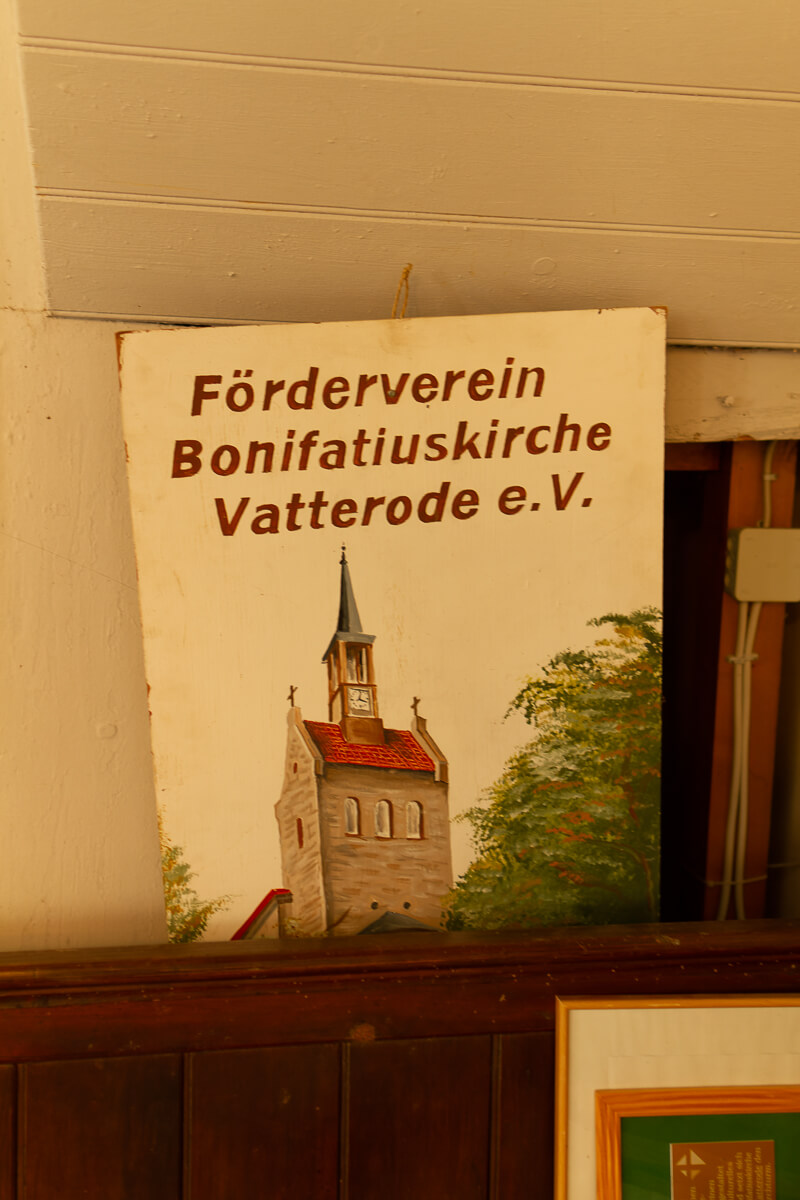 Förderverein
Bonifatiuskirche
Vatterode e.V.